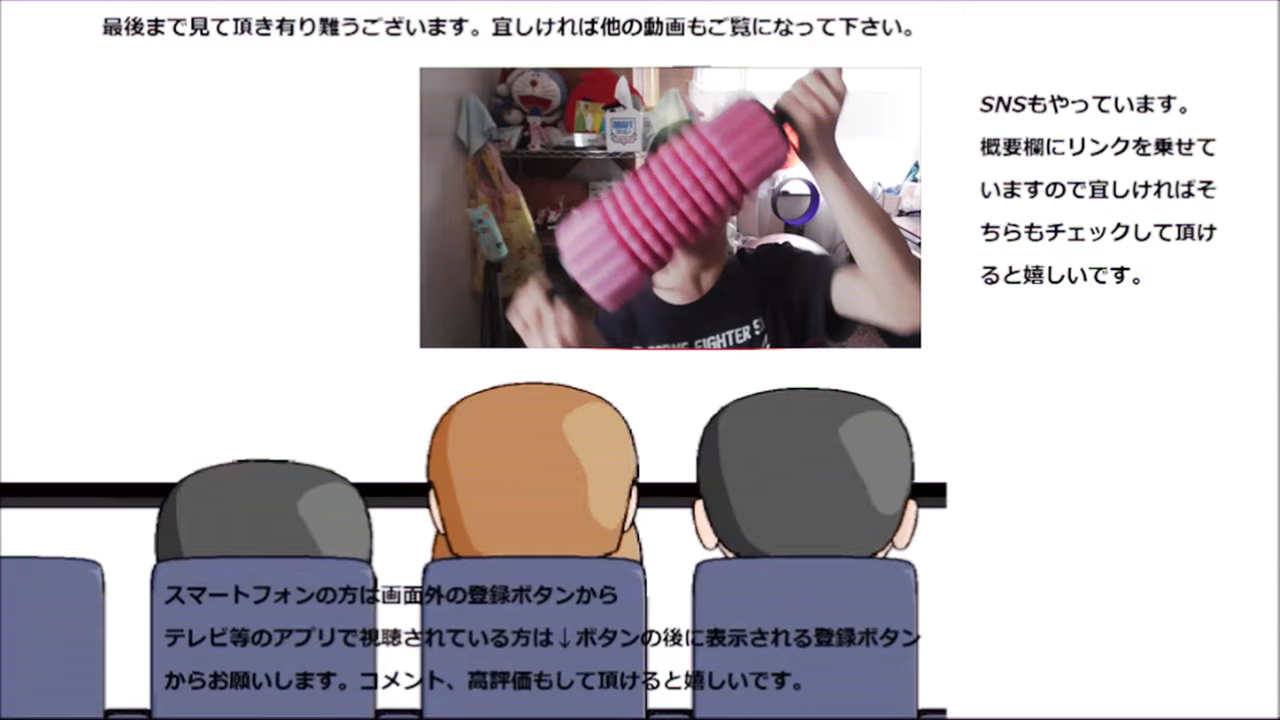 最後まで見て頂き有り難うございます。宜しければ他の動画もご覧になって下さい。
SNSもやっています。
概要欄にリンクを乗せて
いますので宜しければそ
ちらもチェックして頂け
ると嬉しいです。
FIGHTER
スマートフォンの方は画面外の登録ボタンから
テレビ等のアプリで視聴されている方は↓ボタンの後に表示される登録ボタン
からお願いします。コメント、高評価もして頂けると嬉しいです。